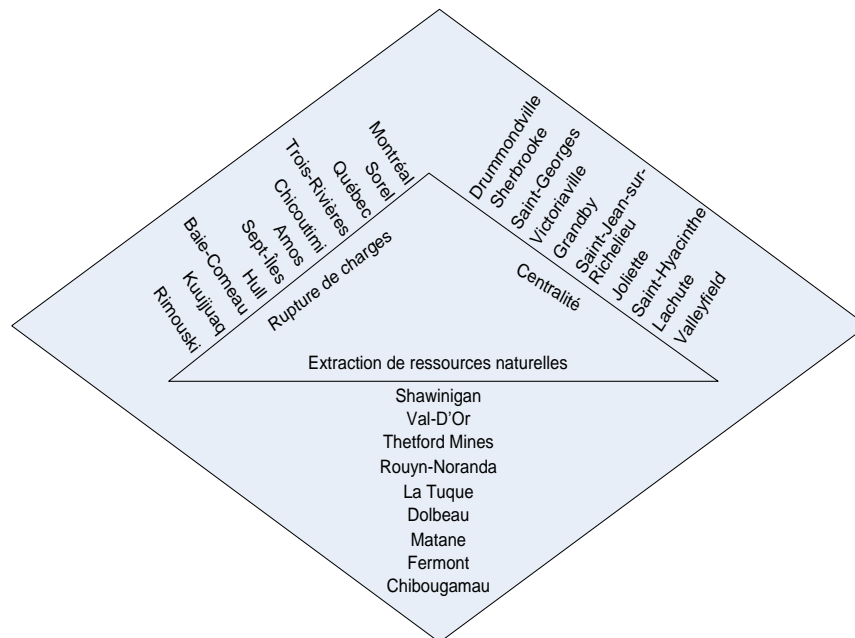 Montréal
Sorel
Québec
Trois-Rivières
Chicoutimi
Amos
Sept-Îles
Hull
Baie-Comeau
Kuujjuaq
Rimouski
Rupture de charges
Drummondville
Sherbrooke
Saint-Georges
Victoriaville
Grandby
Saint-Jean-sur-
Richelieu
Joliette
Saint-Hyacinthe
Lachute
Valleyfield
Centralité
Extraction de ressources naturelles
Shawinigan
Val-D'Or
Thetford Mines
Rouyn-Noranda
La Tuque
Dolbeau
Matane
Fermont
Chibougamau